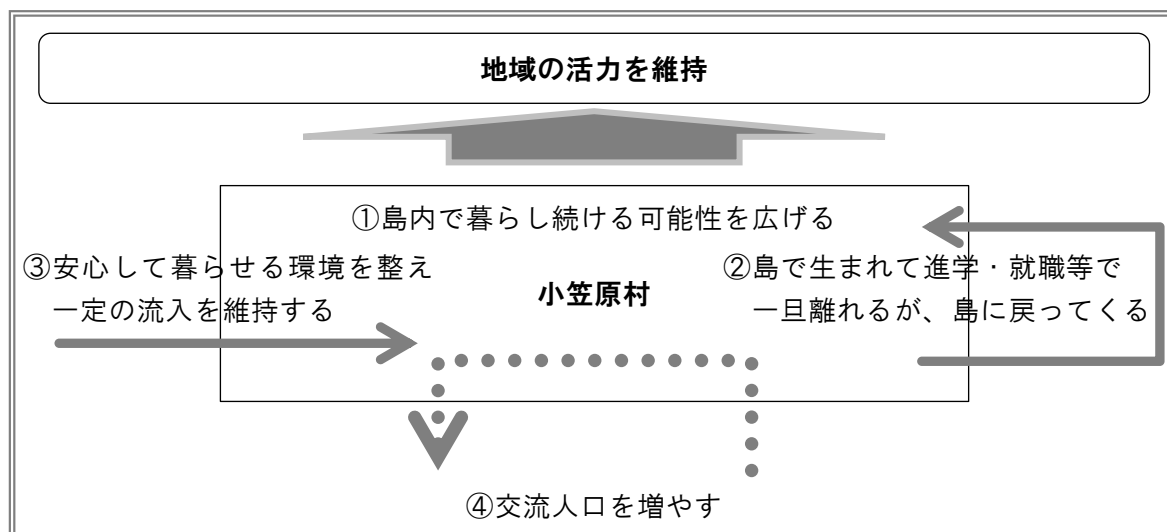 地域の活力を維持
①島内で暮らし続ける可能性を広げる
③安心して暮らせる環境を整え
一定の流入を維持する
小笠原村
②島で生まれて進学・就職等で
一旦離れるが、島に戻ってくる
④交流人口を増やす